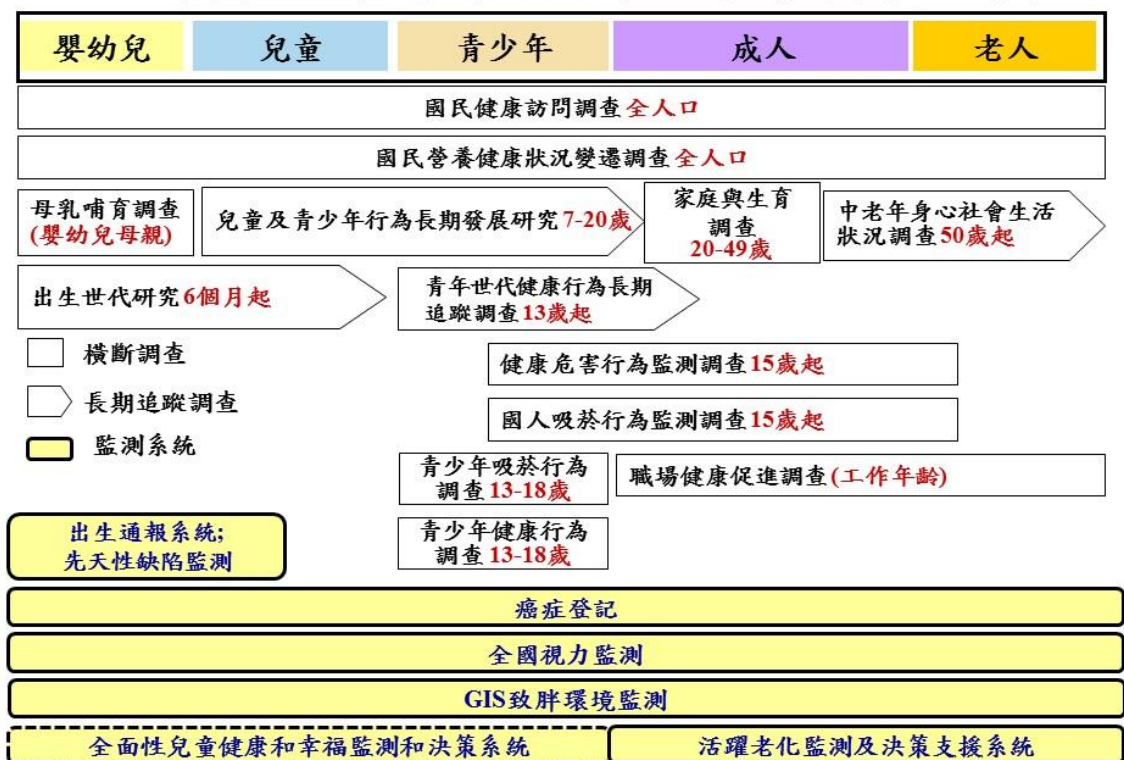 嬰幼兒
兒童
青少年
成人
老人
國民健康訪問調查全人口
國民營養健康狀況變遷調查全人口
母乳哺育調查
(嬰幼兒母親)
兒童及青少年行為長期發展研究7-20歲
家庭與生育
調查
20-49歲
中老年身心社會生活
狀況調查50歲起
出生世代研究6個月起
青年世代健康行為長期
追蹤調查13歲起
橫斷調查
健康危害行為監測調查15歲起
長期追蹤調查
國人吸菸行為監測調查15歲起
監測系統
青少年吸菸行為
調查13-18歲
職場健康促進調查(工作年齡)
出生通報系統;
先天性缺陷監測
青少年健康行為
調查13-18歲
癌症登記
全國視力監測
GIS致胖環境監測
全面性兒童健康和幸福監測和決策系統
活躍老化監測及決策支援系統